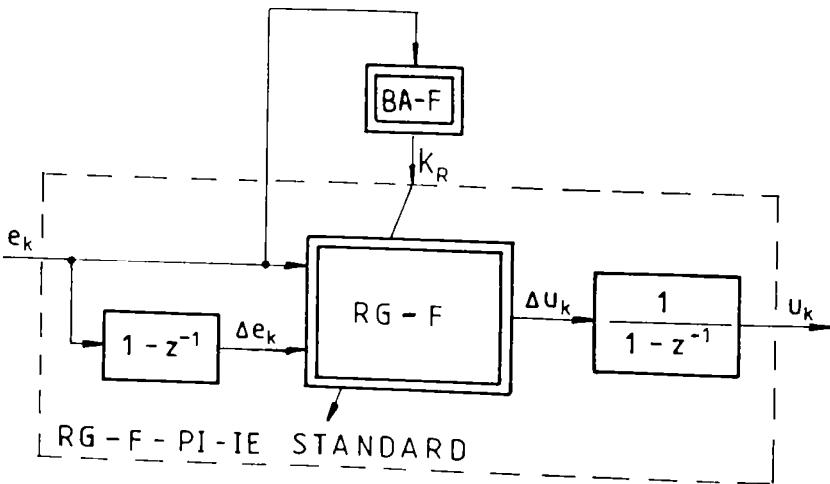 BA-F
K_R
e_k
RG-F
Δu_k
1
1 - z⁻¹
u_k
1 - z⁻¹
Δe_k
RG-F-PI-IE STANDARD